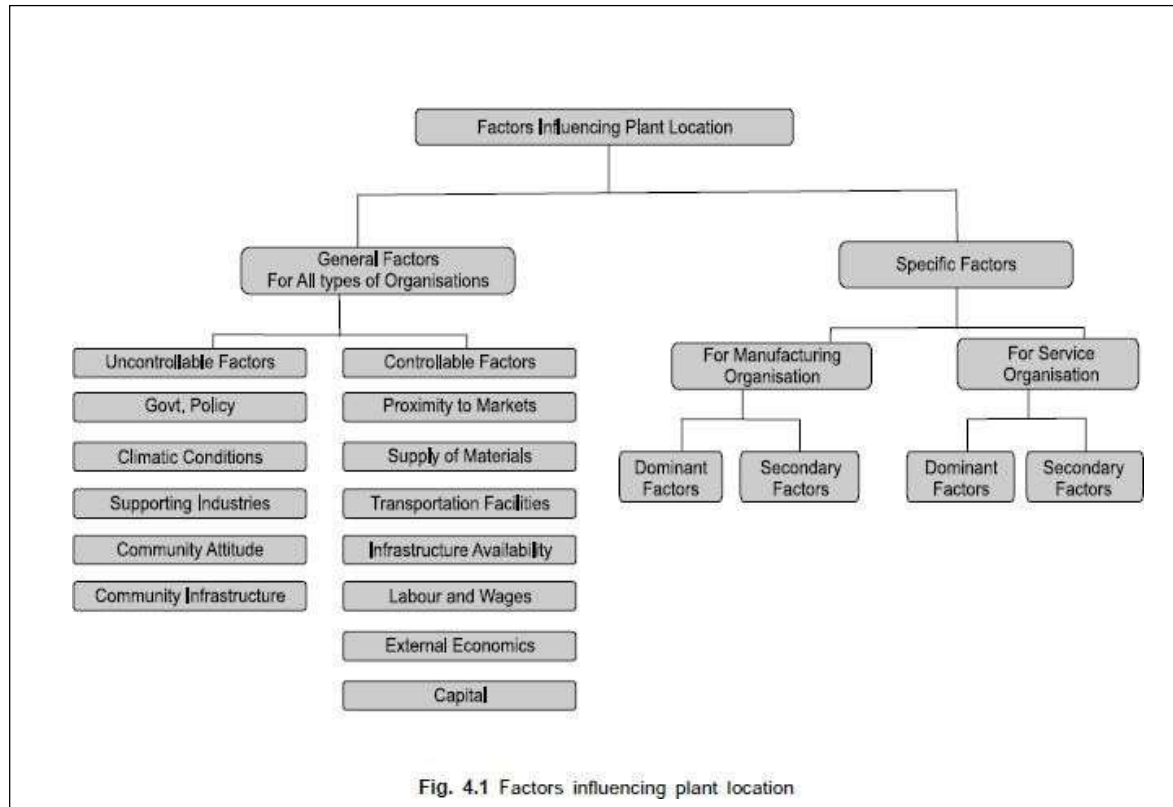 Factors Influencing Plant Location
General Factors
For All types of Organisations
Specific Factors
Uncontrollable Factors
Govt. Policy
Climatic Conditions
Supporting Industries
Community Attitude
Community Infrastructure
Controllable Factors
Proximity to Markets
Supply of Materials
Transportation Facilities
Infrastructure Availability
Labour and Wages
External Economics
Capital
For Manufacturing
Organisation
Dominant
Factors
Secondary
Factors
For Service
Organisation
Dominant
Factors
Secondary
Factors
Fig. 4.1 Factors influencing plant location